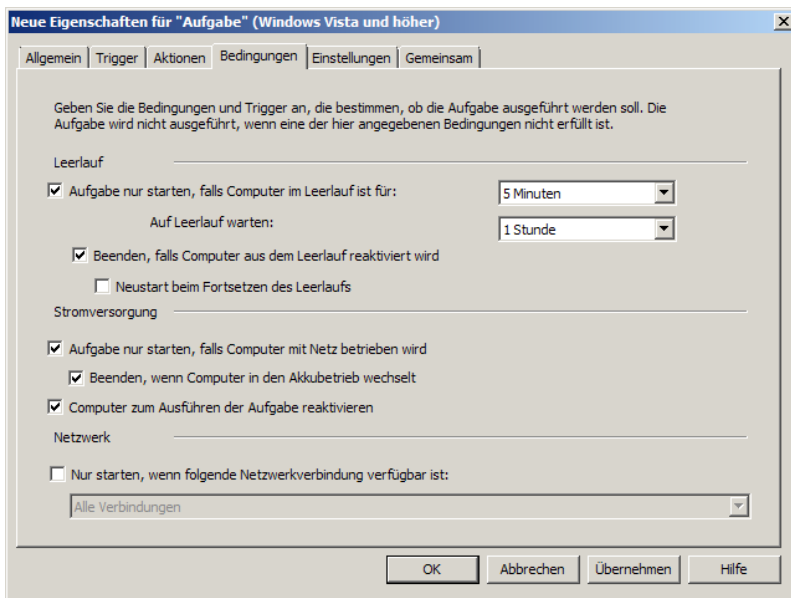 Neue Eigenschaften für "Aufgabe" (Windows Vista und höher)
Allgemein Trigger Aktionen Bedingungen Einstellungen Gemeinsam
Geben Sie die Bedingungen und Trigger an, die bestimmen, ob die Aufgabe ausgeführt werden soll. Die
Aufgabe wird nicht ausgeführt, wenn eine der hier angegebenen Bedingungen nicht erfüllt ist.
Leerlauf
Aufgabe nur starten, falls Computer im Leerlauf ist für: 5 Minuten
Auf Leerlauf warten: 1 Stunde
Beenden, falls Computer aus dem Leerlauf reaktiviert wird
Neustart beim Fortsetzen des Leerlaufs
Stromversorgung
Aufgabe nur starten, falls Computer mit Netz betrieben wird
Beenden, wenn Computer in den Akkubetrieb wechselt
Computer zum Ausführen der Aufgabe reaktivieren
Netzwerk
Nur starten, wenn folgende Netzwerkverbindung verfügbar ist:
Alle Verbindungen
OK Abbrechen Übernehmen Hilfe